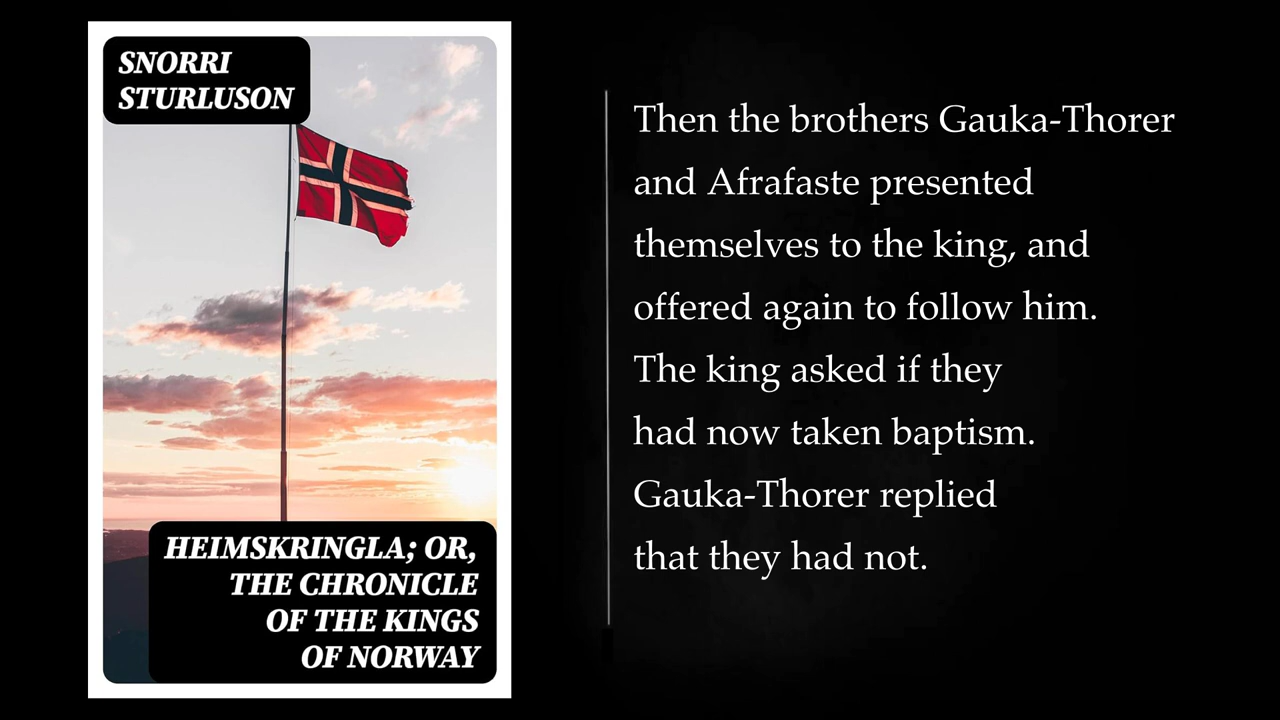 SNORRI
STURLUSON
HEIMSKRINGLA; OR,
THE CHRONICLE
OF THE KINGS
OF NORWAY
Then the brothers Gauka-Thorer
and Afrafaste presented
themselves to the king, and
offered again to follow him.
The king asked if they
had now taken baptism.
Gauka-Thorer replied
that they had not.